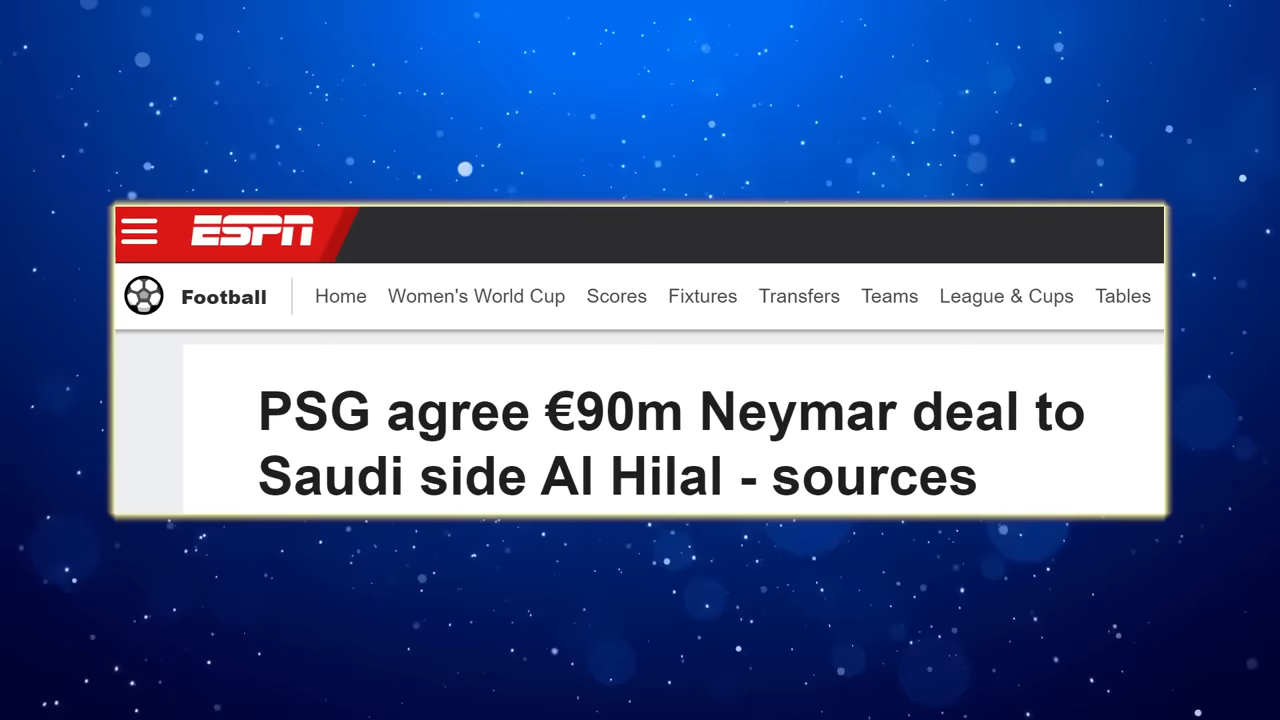 ESPN
Football Home Women's World Cup Scores Fixtures Transfers Teams League & Cups Tables
PSG agree €90m Neymar deal to
Saudi side Al Hilal - sources